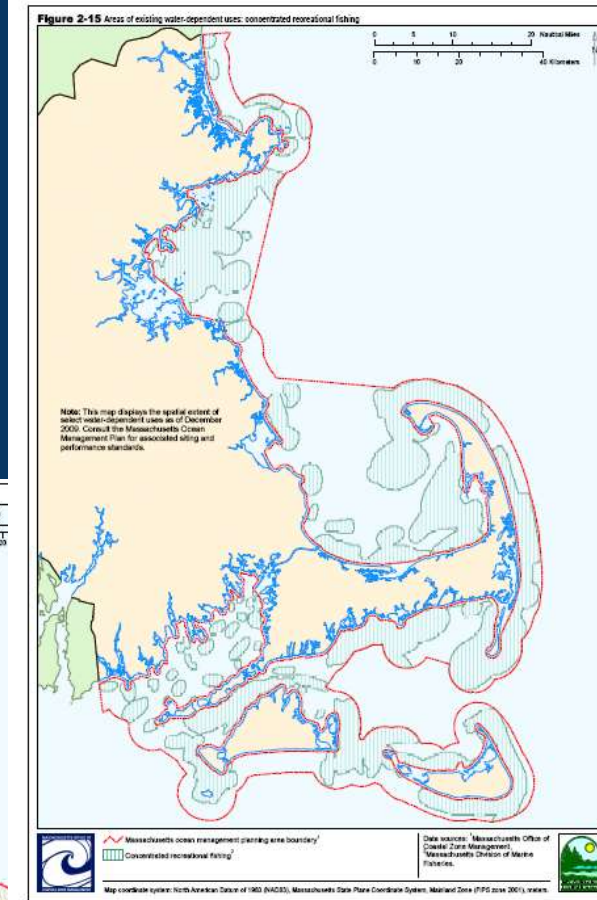 Figure 2-15 Areas of existing water-dependent uses: concentrated recreational fishing
0 5 10 20 Nautical Miles
0 10 20 40 Kilometers
Note: This map displays the spatial extent of
select water-dependent uses as of December
2009. Consult the Massachusetts Ocean
Management Plan for associated siting and
performance standards.
Massachusetts ocean management planning area boundary¹
Concentrated recreational fishing²
Data sources: ¹Massachusetts Office of
Coastal Zone Management,
²Massachusetts Division of Marine
Fisheries.
Map coordinate system: North American Datum of 1983 (NAD83), Massachusetts State Plane Coordinate System, Mainland Zone (FIPS zone 2001), meters.